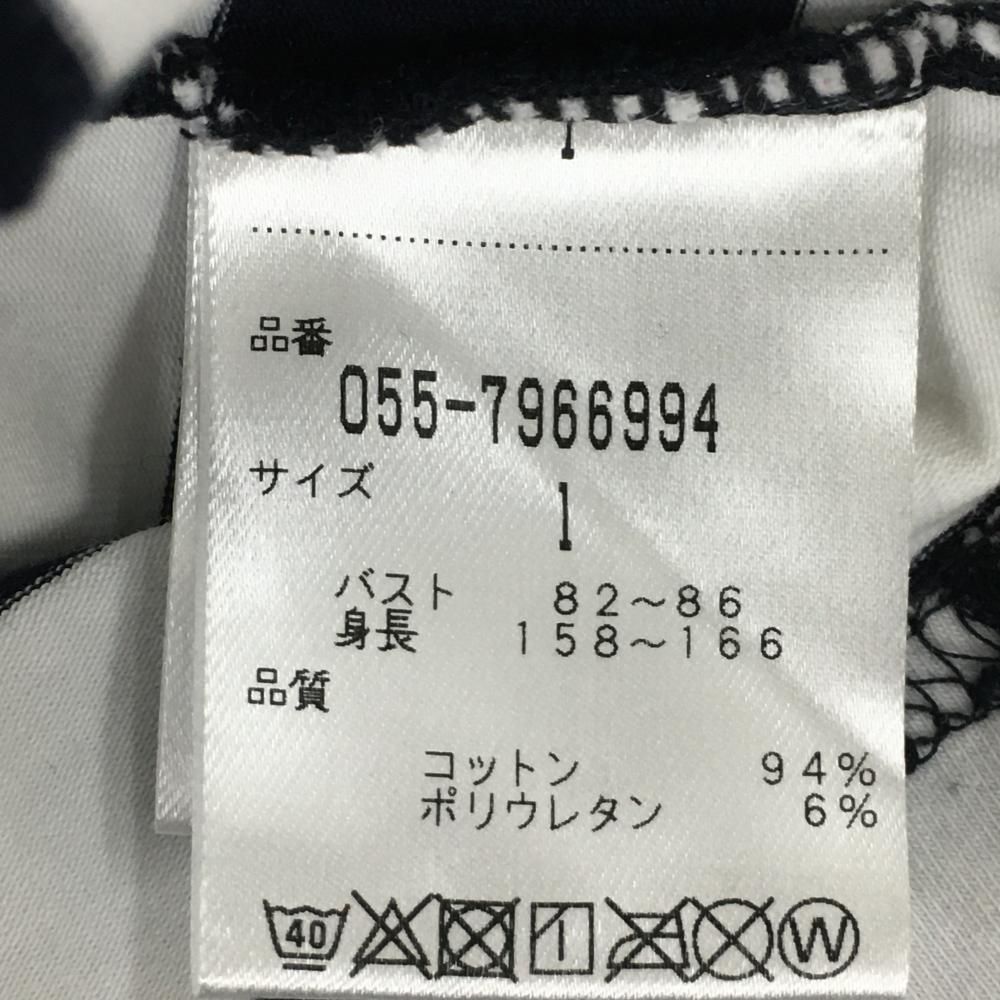 品番
055-7966994
サイズ
1
バスト 82～86
身長 158～166
品質
コットン 94%
ポリウレタン 6%
40 W